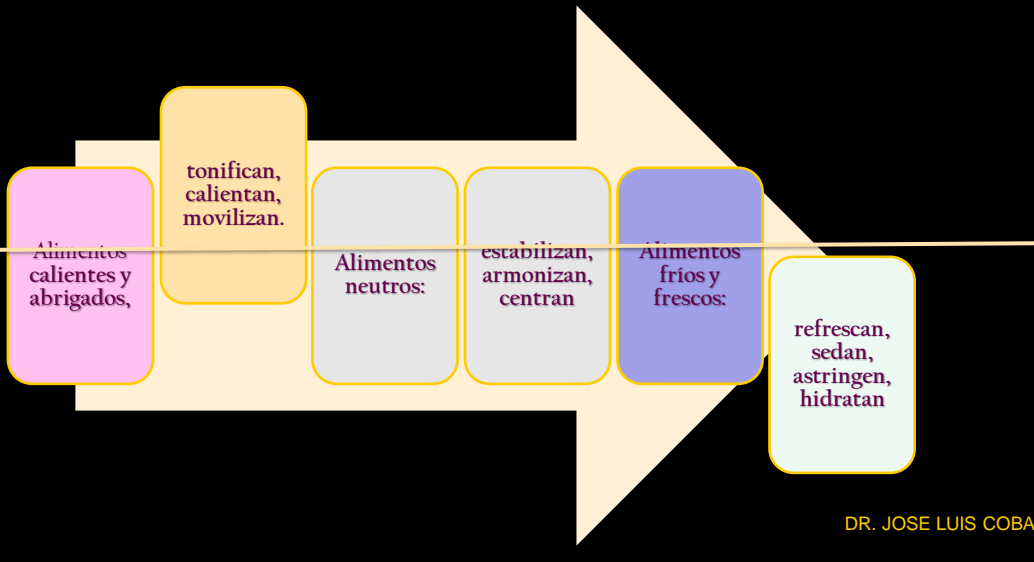 Alimentos
calientes y
abrigados,
tonifican,
calientan,
movilizan.
Alimentos
neutros:
estabilizan,
armonizan,
centran
Alimentos
fríos y
frescos:
refrescan,
sedan,
astringen,
hidratan
DR. JOSE LUIS COBA